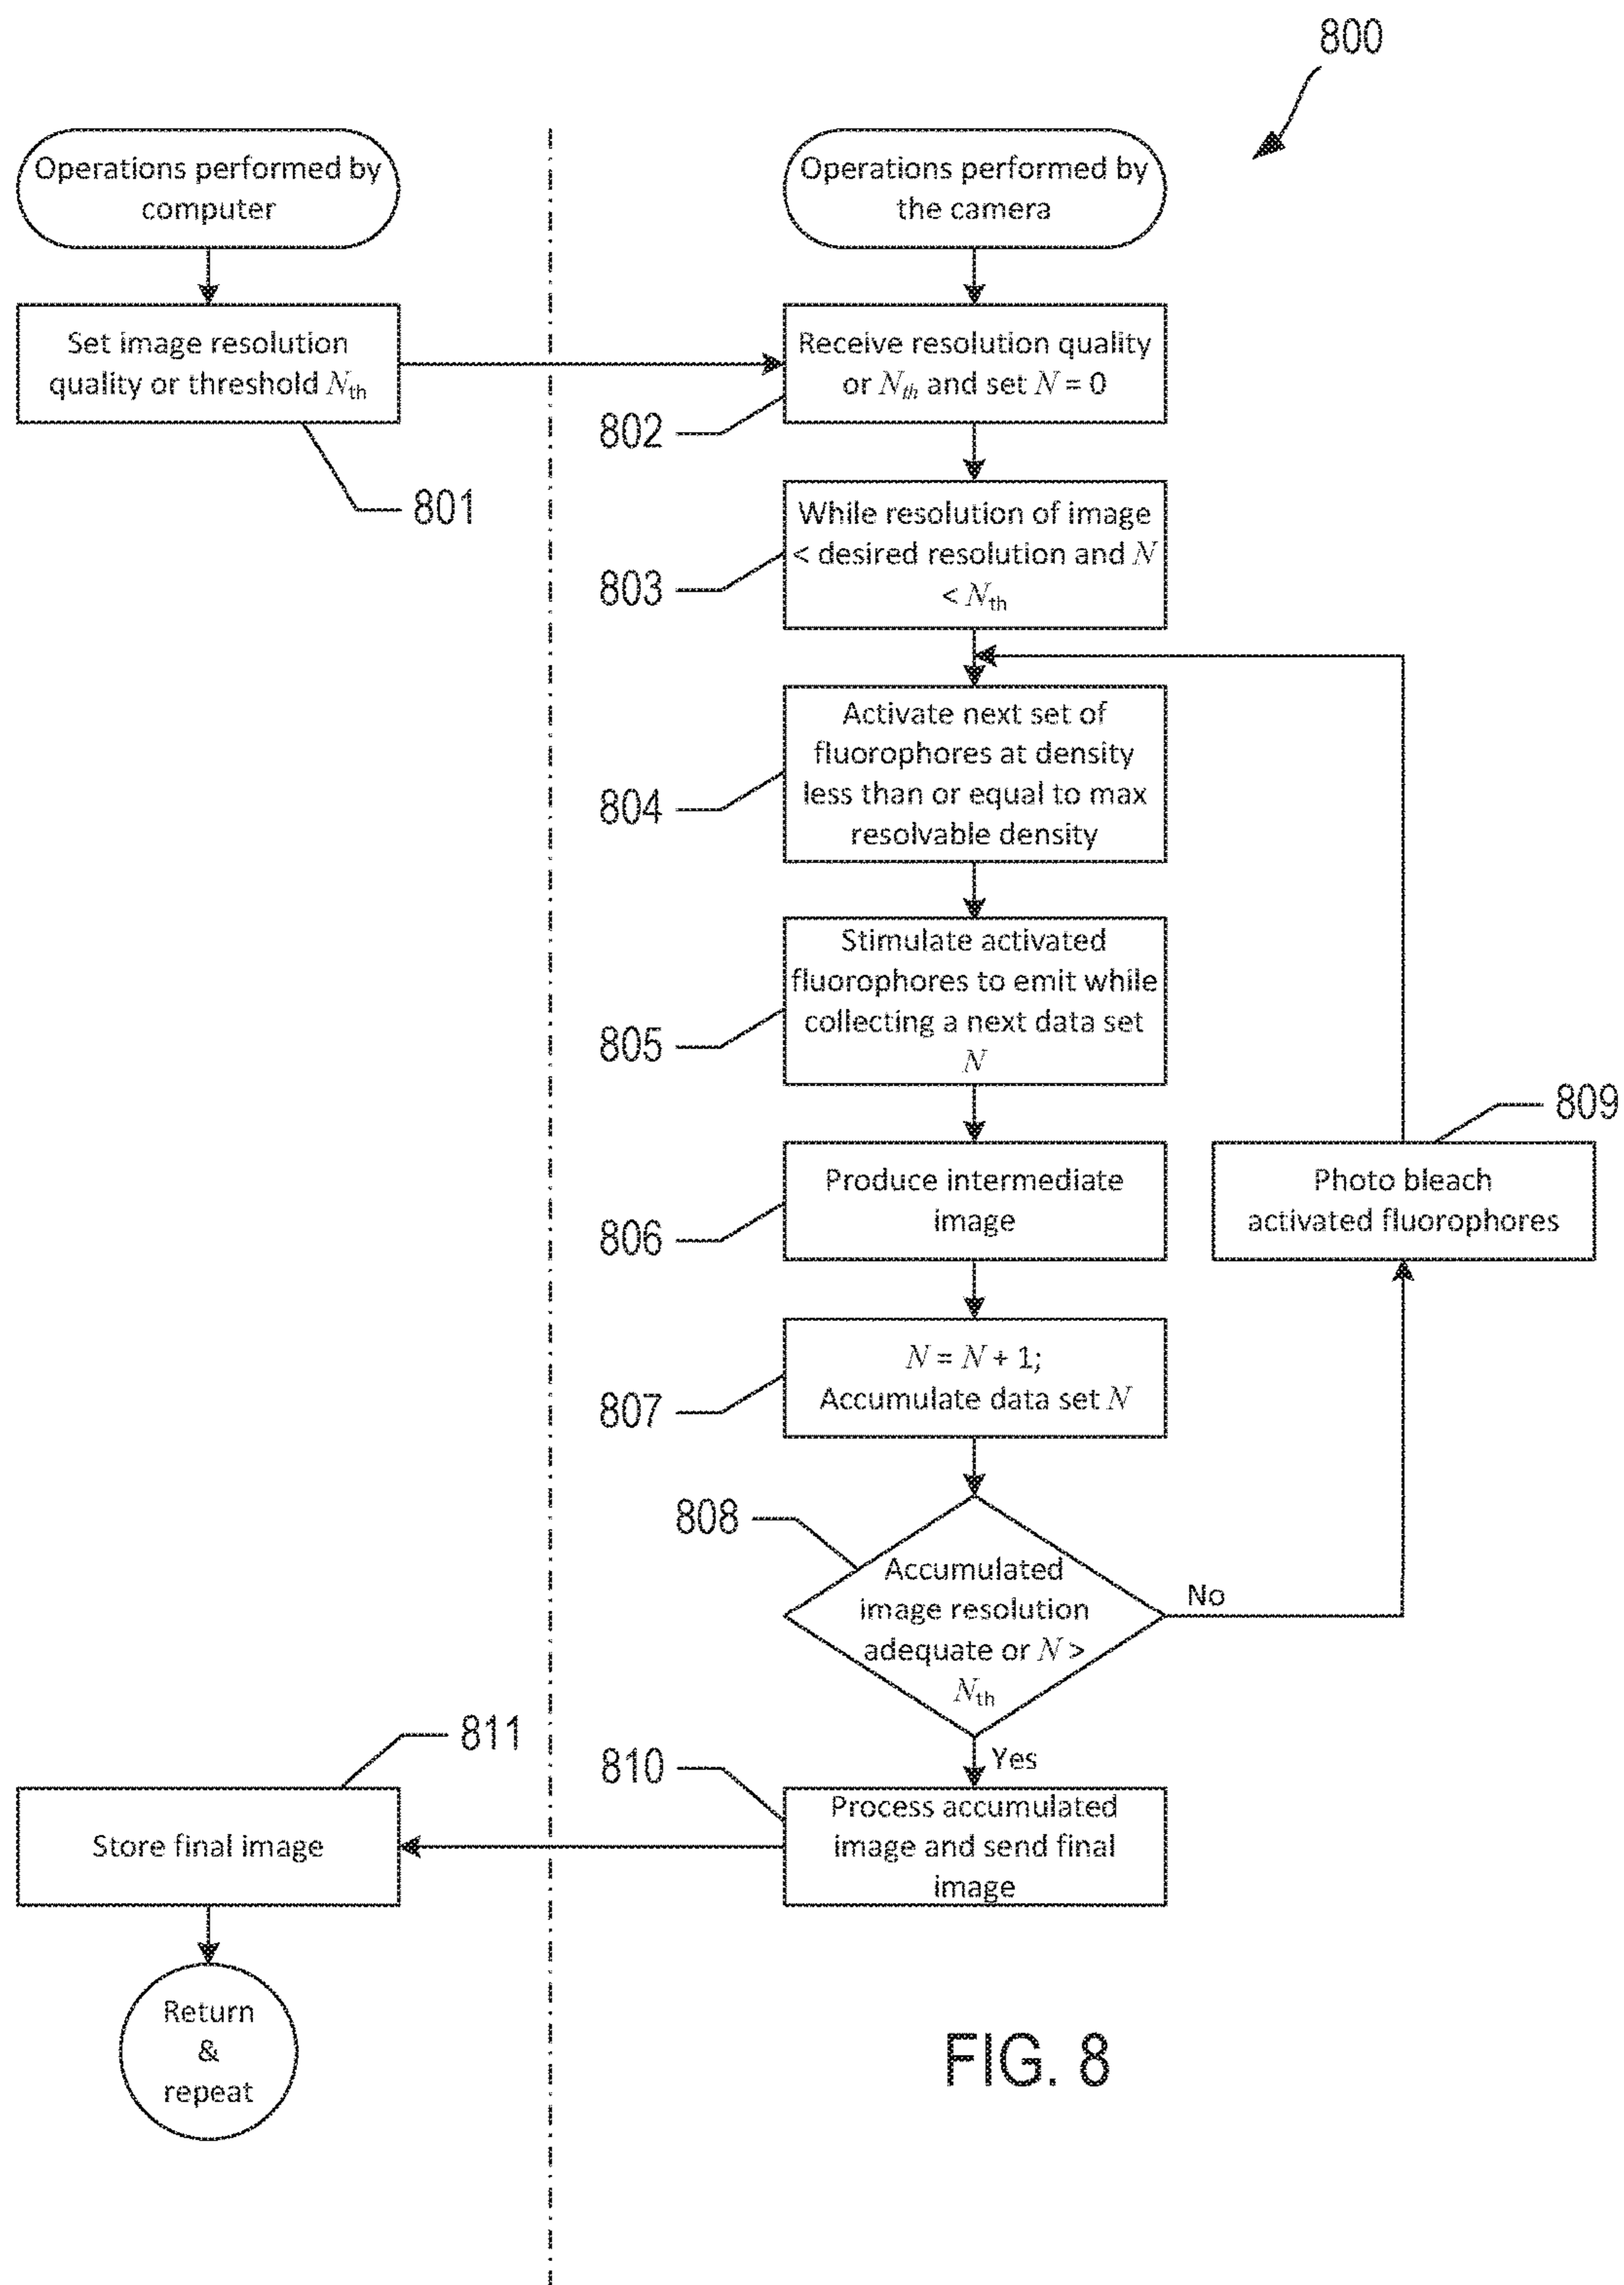 800
Operations performed by
computer
Operations performed by
the camera
Set image resolution
quality or threshold Nth
801
Receive resolution quality
or Nth and set N = 0
802
While resolution of image
< desired resolution and N
< Nth
803
Activate next set of
fluorophores at density
less than or equal to max
resolvable density
804
Stimulate activated
fluorophores to emit while
collecting a next data set
N
805
809
Produce intermediate
image
806
Photo bleach
activated fluorophores
N = N + 1;
Accumulate data set N
807
808
Accumulated
image resolution
adequate or N >
Nth
No
Yes
811
810
Store final image
Process accumulated
image and send final
image
Return
&
repeat
FIG. 8